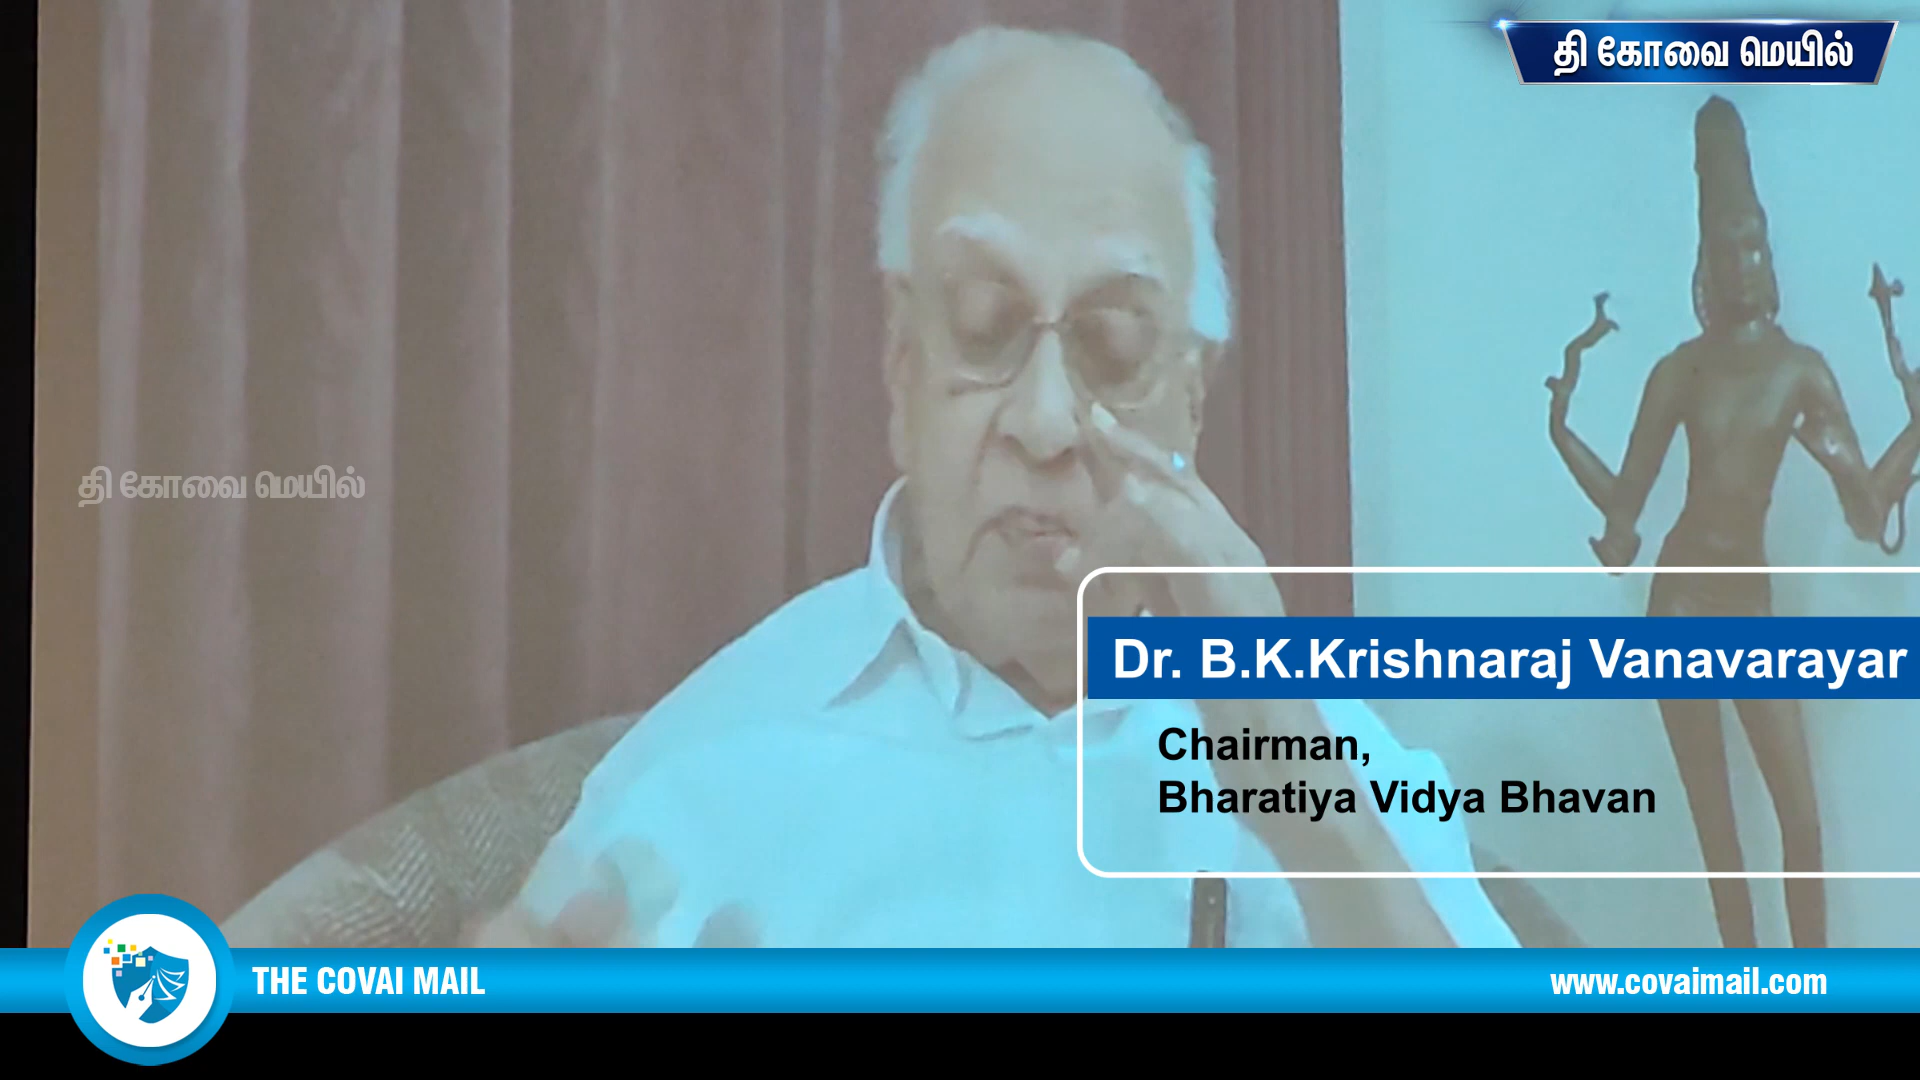 தி கோவை மெயில்
தி கோவை மெயில்
Dr. B.K.Krishnaraj Vanavarayar
Chairman,
Bharatiya Vidya Bhavan
THE COVAI MAIL
www.covaimail.com